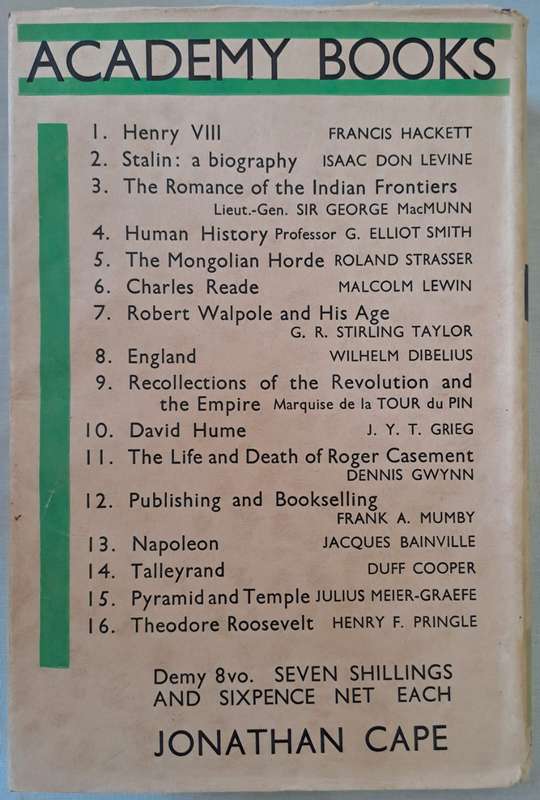 ACADEMY BOOKS
1. Henry VIII FRANCIS HACKETT
2. Stalin: a biography ISAAC DON LEVINE
3. The Romance of the Indian Frontiers
Lieut.-Gen. SIR GEORGE MacMUNN
4. Human History Professor G. ELLIOT SMITH
5. The Mongolian Horde ROLAND STRASSER
6. Charles Reade MALCOLM LEWIN
7. Robert Walpole and His Age
G. R. STIRLING TAYLOR
8. England WILHELM DIBELIUS
9. Recollections of the Revolution and
the Empire Marquise de la TOUR du PIN
10. David Hume J. Y. T. GRIEG
11. The Life and Death of Roger Casement
DENNIS GWYNN
12. Publishing and Bookselling
FRANK A. MUMBY
13. Napoleon JACQUES BAINVILLE
14. Talleyrand DUFF COOPER
15. Pyramid and Temple JULIUS MEIER-GRAEFE
16. Theodore Roosevelt HENRY F. PRINGLE
Demy 8vo. SEVEN SHILLINGS
AND SIXPENCE NET EACH
JONATHAN CAPE